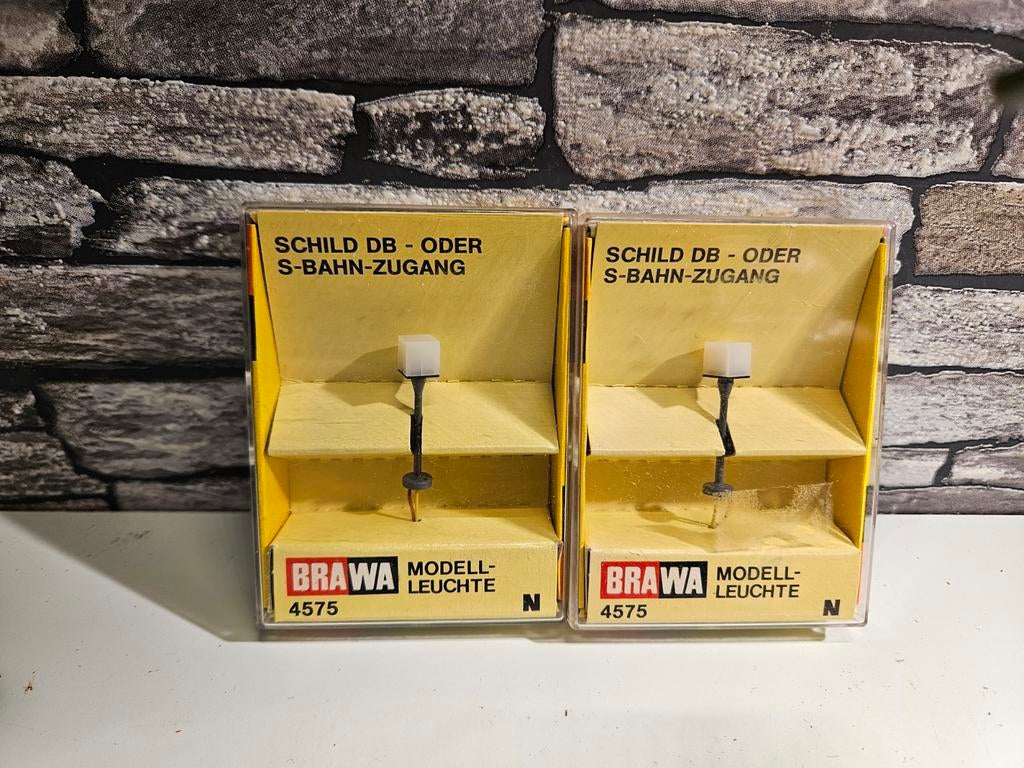 SCHILD DB - ODER
S-BAHN-ZUGANG
BRAWA MODELL-
LEUCHTE
4575 N
SCHILD DB - ODER
S-BAHN-ZUGANG
BRAWA MODELL-
LEUCHTE
4575 N